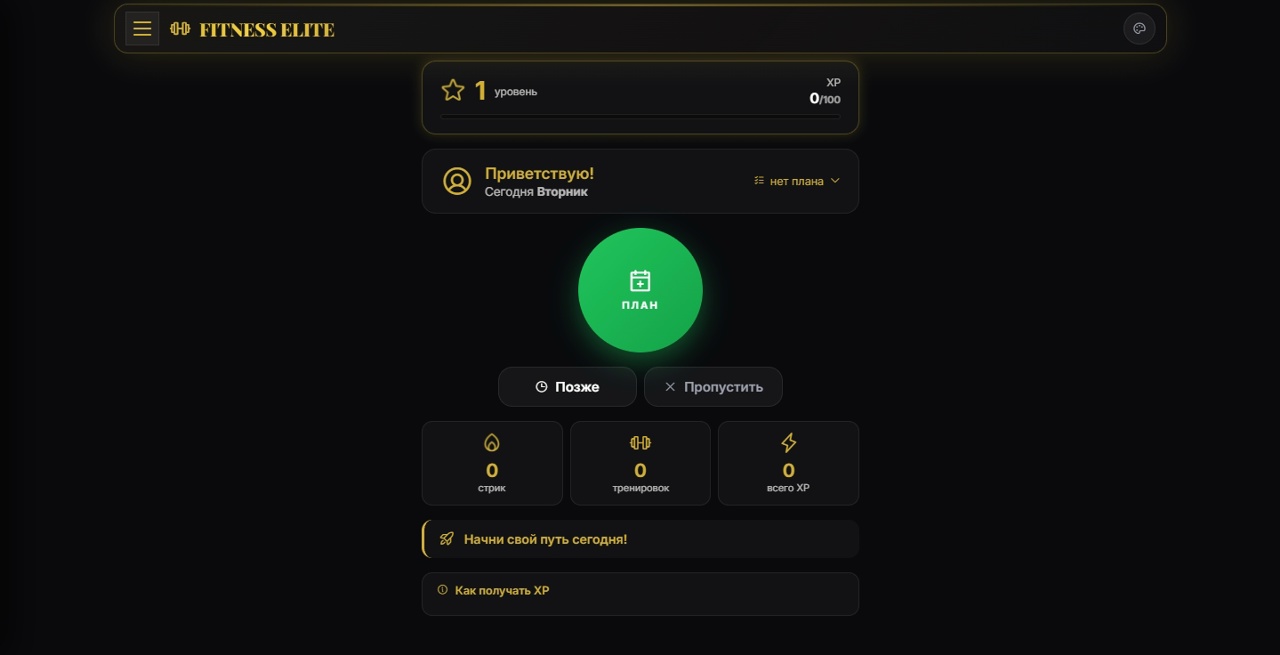 FITNESS ELITE
1 уровень
XP
0/100
Приветствую!
Сегодня Вторник
нет плана
ПЛАН
Позже
Пропустить
0
стрик
0
тренировок
0
всего XP
Начни свой путь сегодня!
Как получать XP